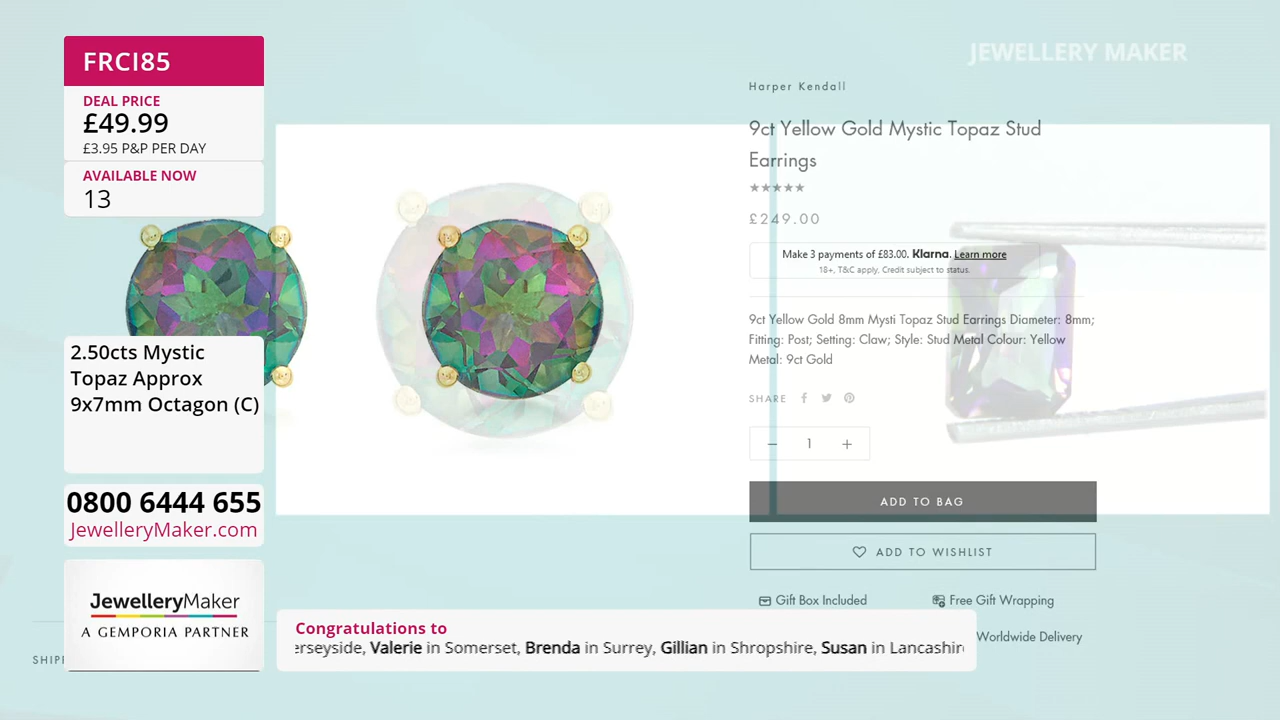 FRCI85
DEAL PRICE
£49.99
£3.95 P&P PER DAY
AVAILABLE NOW
13
2.50cts Mystic
Topaz Approx
9x7mm Octagon (C)
0800 6444 655
JewelleryMaker.com
JewelleryMaker
A GEMPORIA PARTNER
JEWELLERY MAKER
Harper Kendall
9ct Yellow Gold Mystic Topaz Stud
Earrings
£249.00
Make 3 payments of £83.00. Klarna. Learn more
18+, T&C apply, Credit subject to status.
9ct Yellow Gold 8mm Mysti Topaz Stud Earrings Diameter: 8mm;
Fitting: Post; Setting: Claw; Style: Stud Metal Colour: Yellow
Metal: 9ct Gold
SHARE
1
ADD TO BAG
ADD TO WISHLIST
Gift Box Included
Free Gift Wrapping
Worldwide Delivery
SHIPP
Congratulations to
erseyside, Valerie in Somerset, Brenda in Surrey, Gillian in Shropshire, Susan in Lancashir